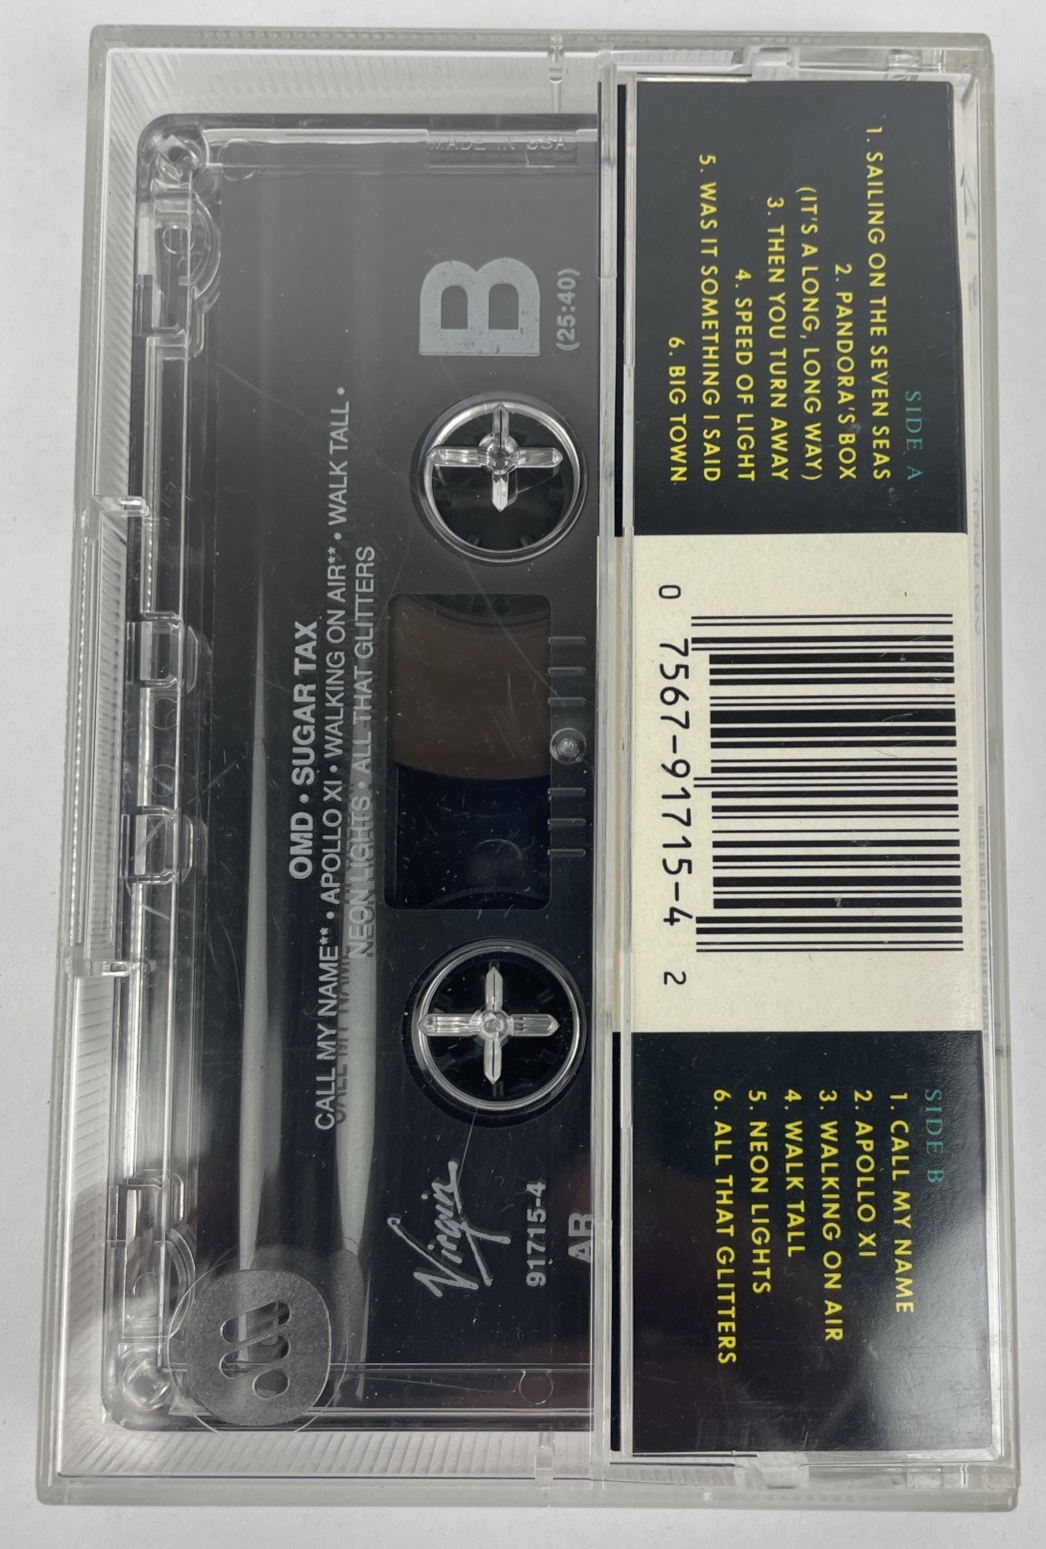 SIDE A
1. SAILING ON THE SEVEN SEAS
2. PANDORA'S BOX
(IT'S A LONG, LONG WAY)
3. THEN YOU TURN AWAY
4. SPEED OF LIGHT
5. WAS IT SOMETHING I SAID
6. BIG TOWN
0 7567-91715-4 2
SIDE B
1. CALL MY NAME
2. APOLLO XI
3. WALKING ON AIR
4. WALK TALL
5. NEON LIGHTS
6. ALL THAT GLITTERS
MADE IN USA
B
(25:40)
OMD • SUGAR TAX
CALL MY NAME** • APOLLO XI • WALKING ON AIR** • WALK TALL •
NEON LIGHTS • ALL THAT GLITTERS
Virgin
91715-4
AR